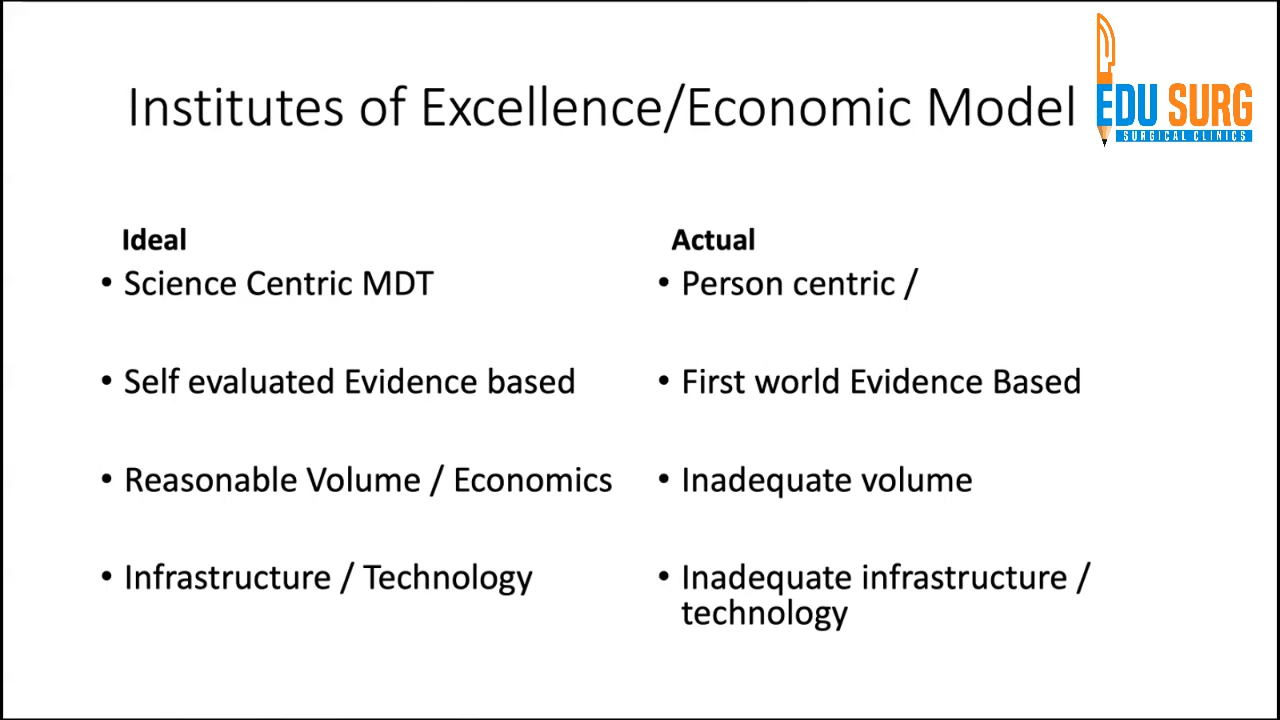 Institutes of Excellence/Economic Model
EDU SURG
SURGICAL CLINICS
Ideal
• Science Centric MDT
• Self evaluated Evidence based
• Reasonable Volume / Economics
• Infrastructure / Technology
Actual
• Person centric /
• First world Evidence Based
• Inadequate volume
• Inadequate infrastructure /
technology